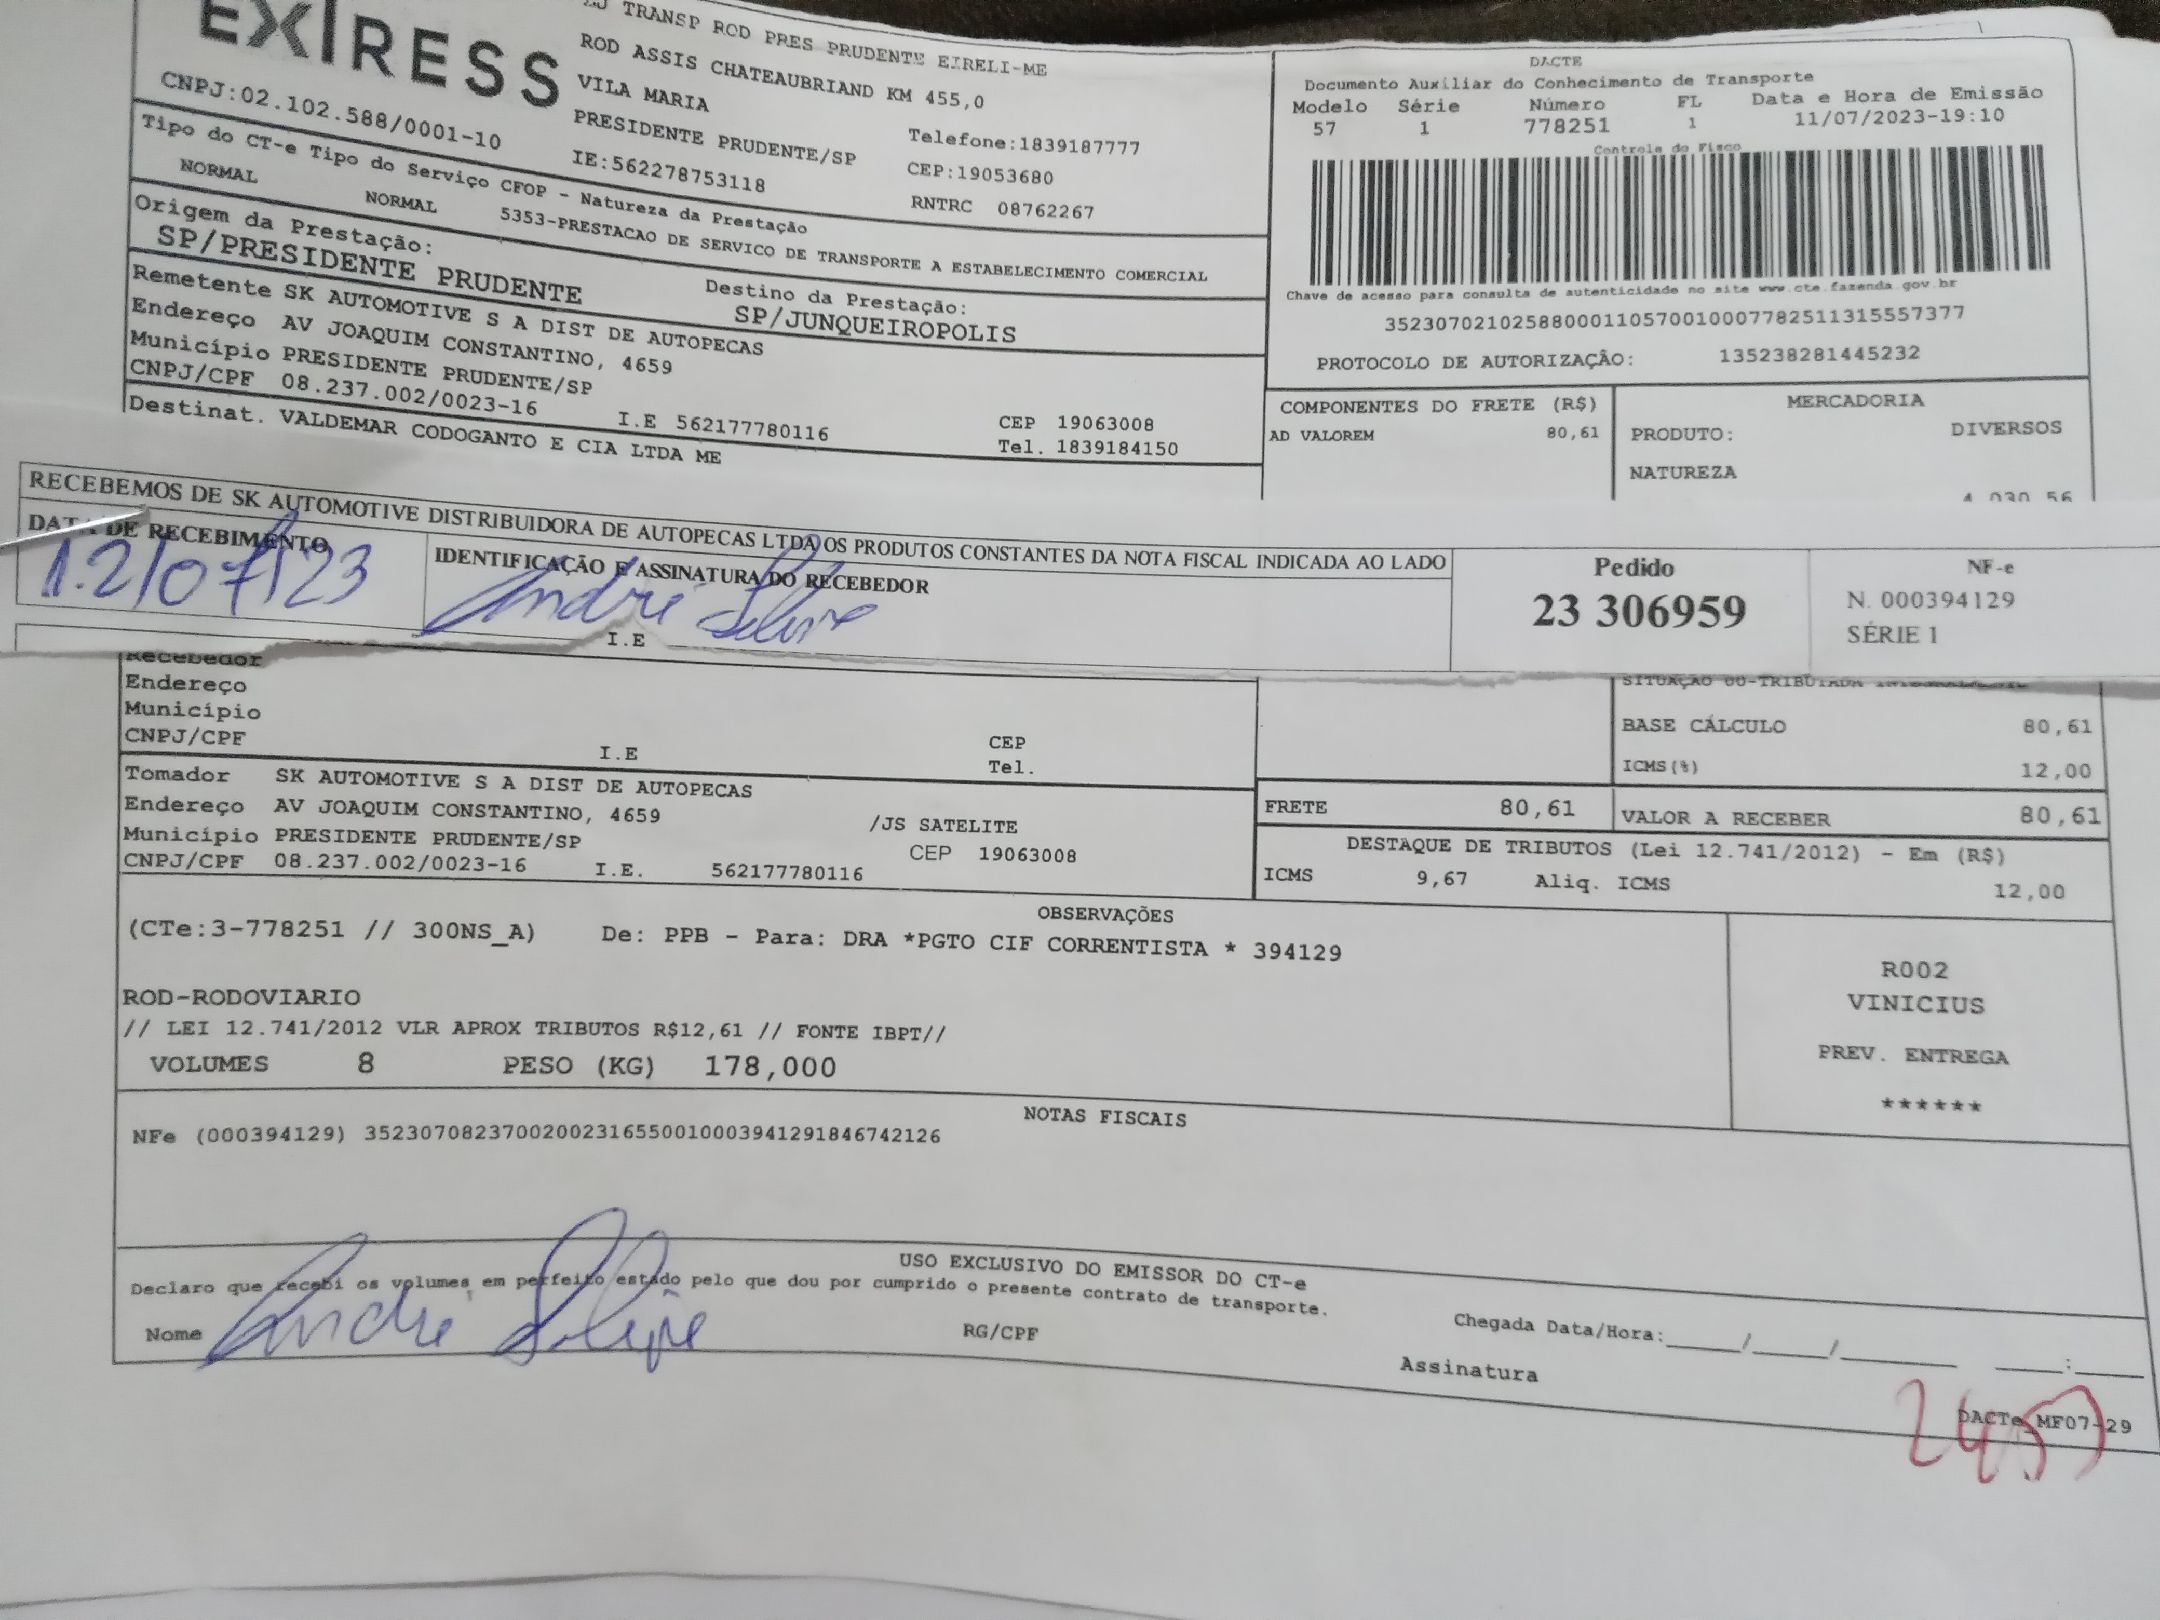 EXPRESS
TRANSP ROD PRES PRUDENTE EIRELI-ME
ROD ASSIS CHATEAUBRIAND KM 455,0
VILA MARIA
PRESIDENTE PRUDENTE/SP
Telefone:1839187777
CNPJ:02.102.588/0001-10
IE:562278753118
CEP:19053680
RNTRC 08762267
Tipo do CT-e Tipo do Serviço CFOP - Natureza da Prestação
NORMAL NORMAL 5353-PRESTACAO DE SERVICO DE TRANSPORTE A ESTABELECIMENTO COMERCIAL
Origem da Prestação: Destino da Prestação:
SP/PRESIDENTE PRUDENTE SP/JUNQUEIROPOLIS
Remetente SK AUTOMOTIVE S A DIST DE AUTOPECAS
Endereço AV JOAQUIM CONSTANTINO, 4659
Município PRESIDENTE PRUDENTE/SP CEP 19063008
CNPJ/CPF 08.237.002/0023-16 I.E 562177780116 Tel. 1839184150
Destinat. VALDEMAR CODOGANTO E CIA LTDA ME
DACTE
Documento Auxiliar do Conhecimento de Transporte
Modelo Série Número FL Data e Hora de Emissão
57 1 778251 1 11/07/2023-19:10
Controle do Fisco
Chave de acesso para consulta de autenticidade no site www.cte.fazenda.gov.br
35230702102588000110570010007782511315557377
PROTOCOLO DE AUTORIZAÇÃO: 135238281445232
COMPONENTES DO FRETE (R$) MERCADORIA
AD VALOREM 80,61 PRODUTO: DIVERSOS
NATUREZA
4.030,56
RECEBEMOS DE SK AUTOMOTIVE DISTRIBUIDORA DE AUTOPECAS LTDA OS PRODUTOS CONSTANTES DA NOTA FISCAL INDICADA AO LADO
DATA DE RECEBIMENTO IDENTIFICAÇÃO E ASSINATURA DO RECEBEDOR
12/07/23 André Felipe
Pedido
23 306959
NF-e
N. 000394129
SÉRIE 1
I.E
Recebedor
Endereço
Município
CNPJ/CPF I.E CEP
Tel.
BASE CÁLCULO 80,61
ICMS(%) 12,00
Tomador SK AUTOMOTIVE S A DIST DE AUTOPECAS
Endereço AV JOAQUIM CONSTANTINO, 4659 /JS SATELITE
Município PRESIDENTE PRUDENTE/SP CEP 19063008
CNPJ/CPF 08.237.002/0023-16 I.E. 562177780116
FRETE 80,61 VALOR A RECEBER 80,61
DESTAQUE DE TRIBUTOS (Lei 12.741/2012) - Em (R$)
ICMS 9,67 Aliq. ICMS 12,00
OBSERVAÇÕES
(CTe:3-778251 // 300NS_A) De: PPB - Para: DRA *PGTO CIF CORRENTISTA * 394129
ROD-RODOVIARIO
// LEI 12.741/2012 VLR APROX TRIBUTOS R$12,61 // FONTE IBPT//
VOLUMES 8 PESO (KG) 178,000
R002
VINICIUS
PREV. ENTREGA
******
NOTAS FISCAIS
NFe (000394129) 35230708237002002316550010003941291846742126
USO EXCLUSIVO DO EMISSOR DO CT-e
Declaro que recebi os volumes em perfeito estado pelo que dou por cumprido o presente contrato de transporte.
Nome André Felipe RG/CPF Chegada Data/Hora:____/____/______ ____:____
Assinatura
DACTe MF07-29